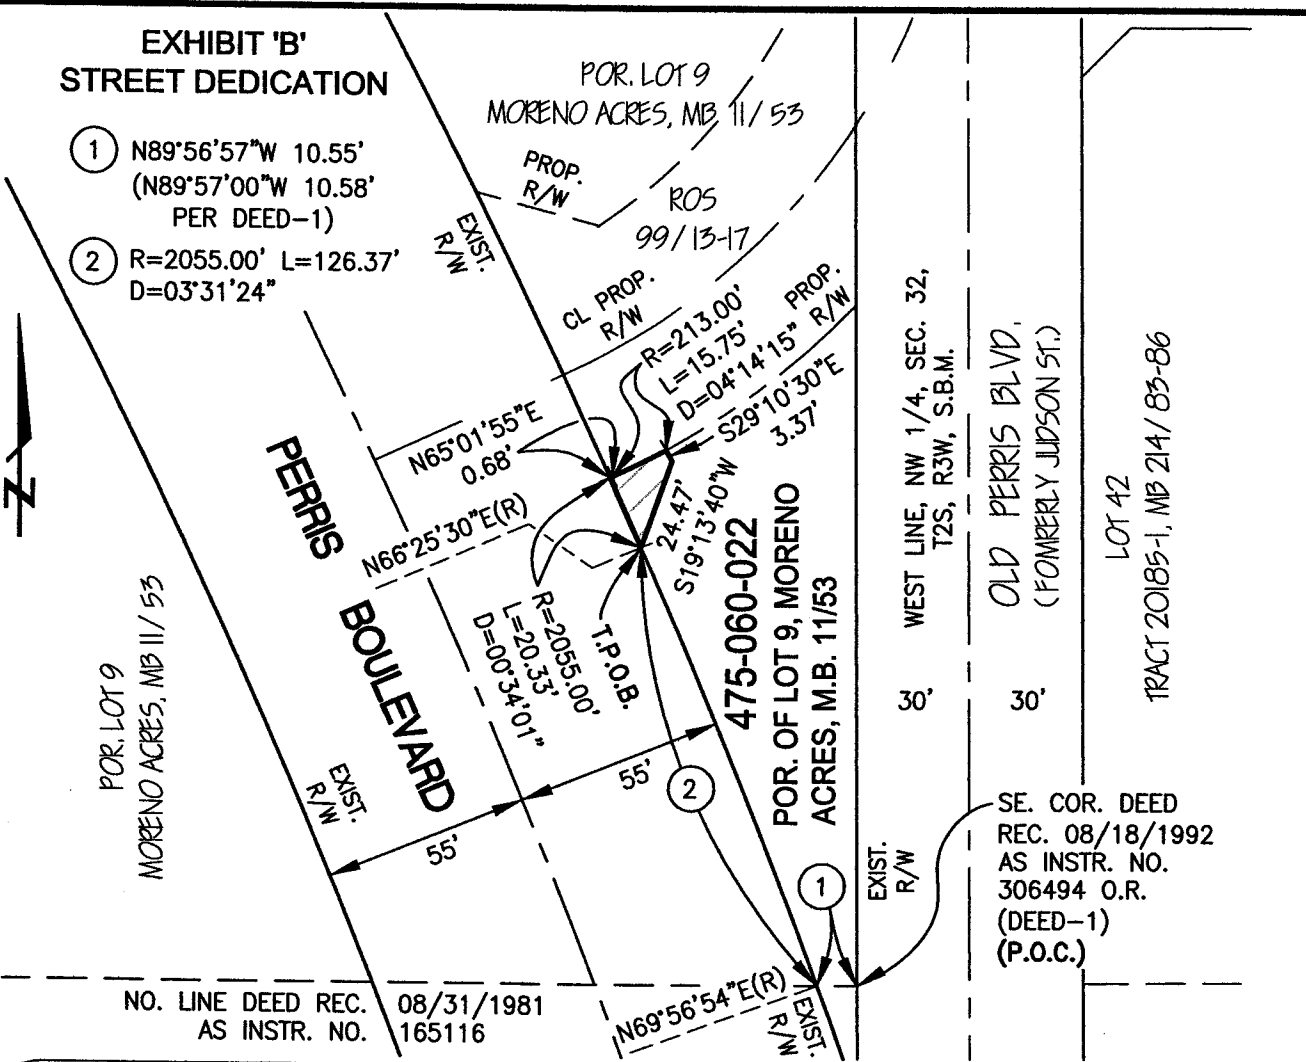 EXHIBIT 'B'
STREET DEDICATION
1 N89°56'57"W 10.55'
(N89°57'00"W 10.58'
PER DEED-1)
2 R=2055.00' L=126.37'
D=03°31'24"
POR. LOT 9
MORENO ACRES, MB 11/53
PROP.
R/W
ROS
99/13-17
EXIST.
R/W
CL PROP.
R/W
PROP.
R/W
R=213.00'
L=15.75'
D=04°14'15"
S29°10'30"E
3.37'
N65°01'55"E
0.68'
N66°25'30"E(R)
24.47'
S19°13'40"W
R=2055.00'
L=20.33'
D=00°34'01"
T.P.O.B.
N
PERRIS
BOULEVARD
475-060-022
POR. OF LOT 9, MORENO
ACRES, M.B. 11/53
WEST LINE, NW 1/4, SEC. 32,
T2S, R3W, S.B.M.
OLD PERRIS BLVD.
(FOMRERLY JUDSON ST.)
LOT 42
TRACT 20185-1, MB 214/83-86
30'
30'
POR. LOT 9
MORENO ACRES, MB 11/53
EXIST.
R/W
55'
55'
2
1
EXIST.
R/W
SE. COR. DEED
REC. 08/18/1992
AS INSTR. NO.
306494 O.R.
(DEED-1)
(P.O.C.)
NO. LINE DEED REC. 08/31/1981
AS INSTR. NO. 165116
N69°56'54"E(R)
EXIST.
R/W